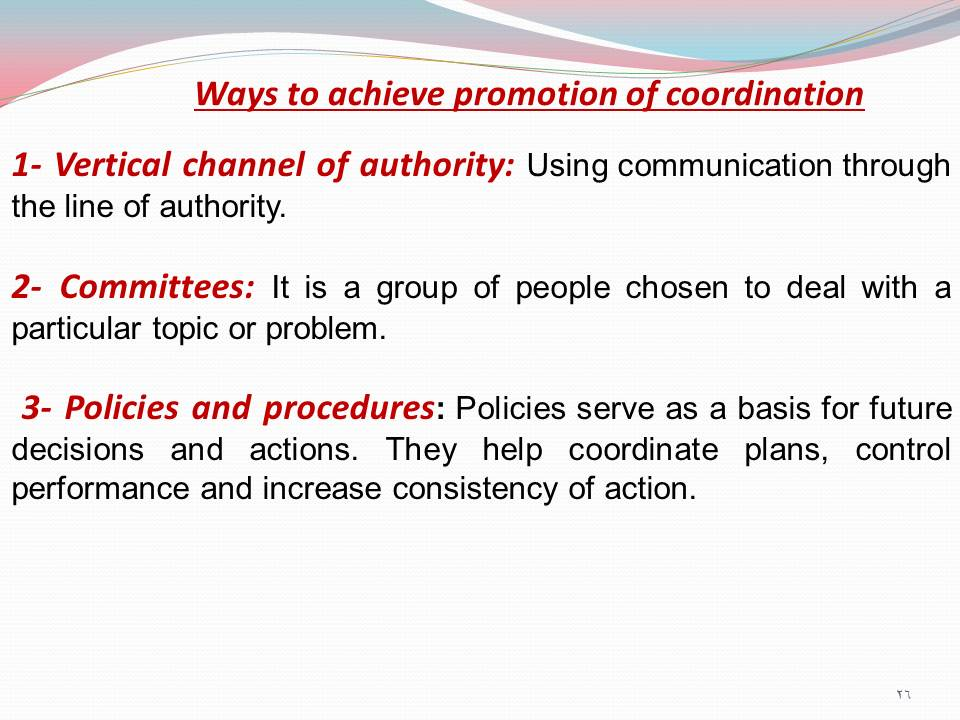 Ways to achieve promotion of coordination
1- Vertical channel of authority: Using communication through
the line of authority.
2- Committees: It is a group of people chosen to deal with a
particular topic or problem.
3- Policies and procedures: Policies serve as a basis for future
decisions and actions. They help coordinate plans, control
performance and increase consistency of action.
٢٦